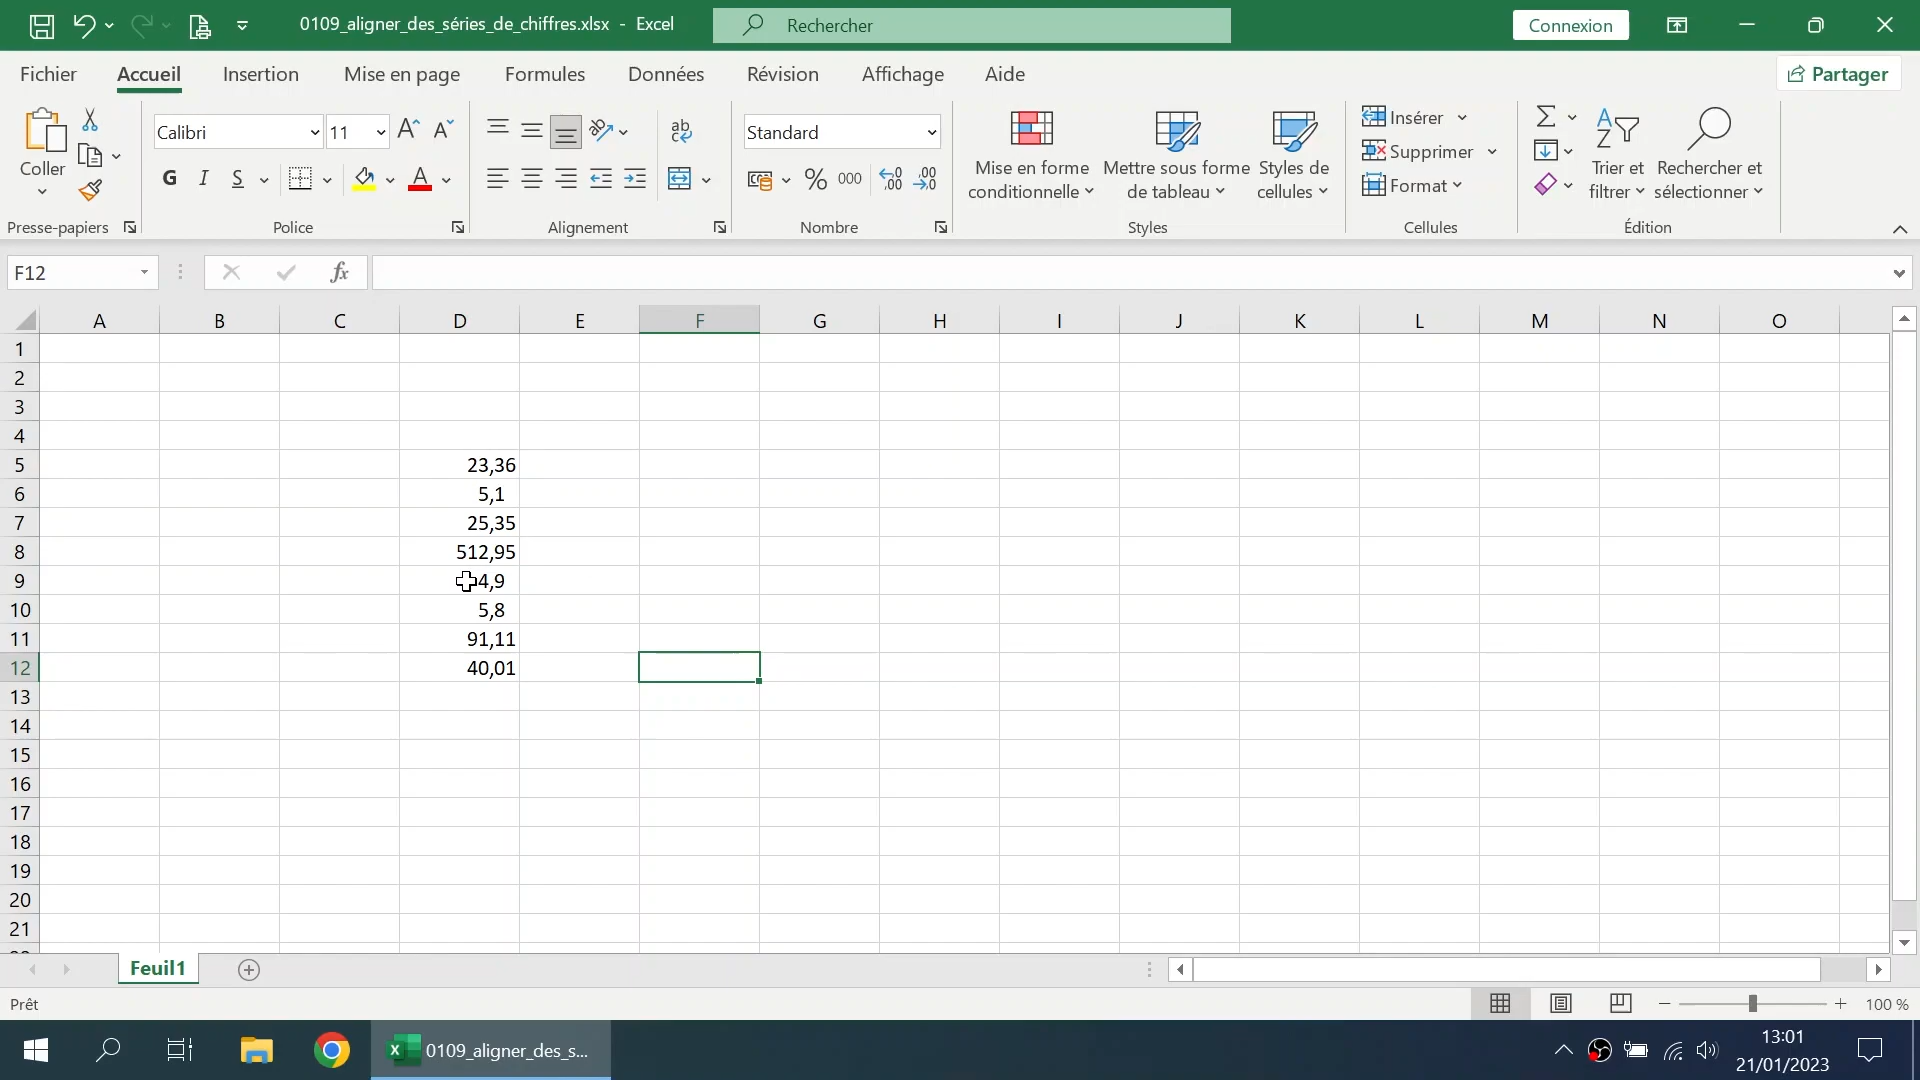 0109_aligner_des_séries_de_chiffres.xlsx - Excel
Rechercher
Connexion
Fichier
Accueil
Insertion
Mise en page
Formules
Données
Révision
Affichage
Aide
Partager
Coller
Presse-papiers
Calibri
11
G I S
A
Police
ab
Alignement
Standard
% 000
Nombre
Mise en forme
conditionnelle
Mettre sous forme
de tableau
Styles de
cellules
Styles
Insérer
Supprimer
Format
Cellules
Trier et
filtrer
Rechercher et
sélectionner
Édition
F12
fx
A B C D E F G H I J K L M N O
1
2
3
4
5 23,36
6 5,1
7 25,35
8 512,95
9 4,9
10 5,8
11 91,11
12 40,01
13
14
15
16
17
18
19
20
21
Feuil1
Prêt
100 %
0109_aligner_des_s...
13:01
21/01/2023